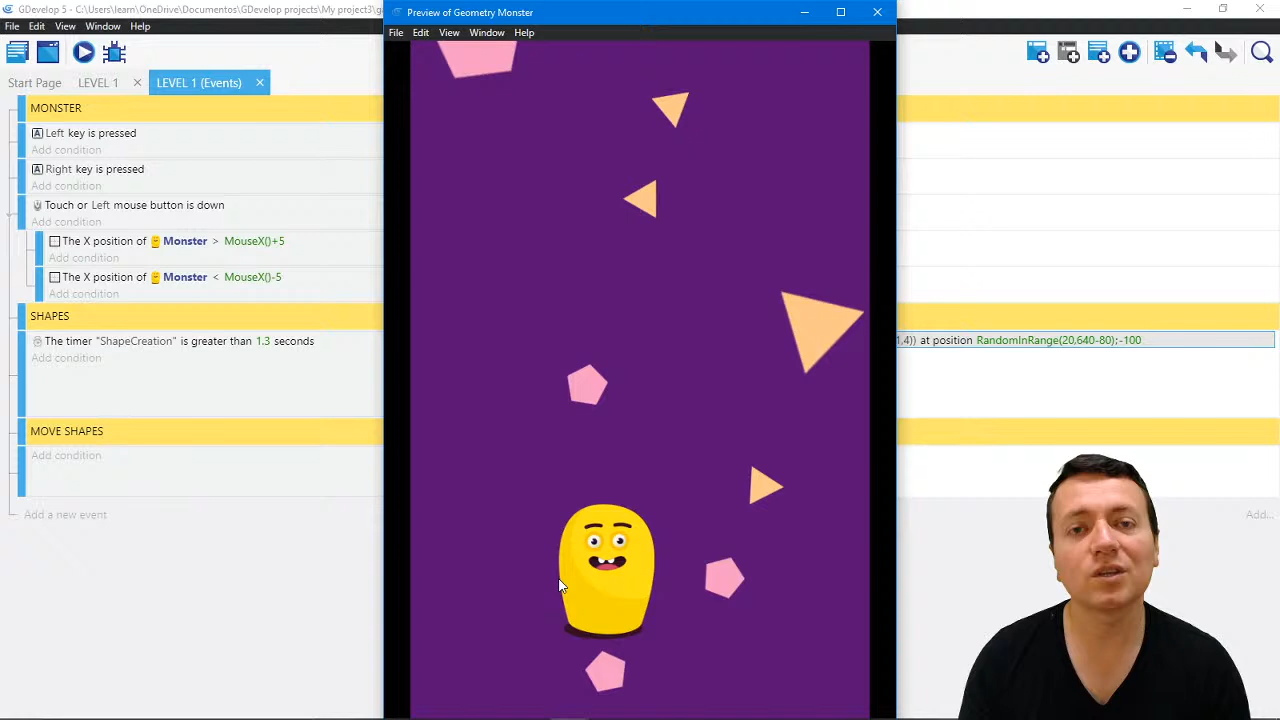 GDevelop 5 - C:\Users\learn\OneDrive\Documentos\GDevelop projects\My project3\g
Preview of Geometry Monster
File Edit View Window Help
File Edit View Window Help
Start Page
LEVEL 1
LEVEL 1 (Events)
MONSTER
Left key is pressed
Add condition
Right key is pressed
Add condition
Touch or Left mouse button is down
Add condition
The X position of Monster > MouseX()+5
Add condition
The X position of Monster < MouseX()-5
Add condition
SHAPES
The timer "ShapeCreation" is greater than 1.3 seconds
1,4)) at position RandomInRange(20,640-80);-100
Add condition
MOVE SHAPES
Add condition
Add a new event
Add...